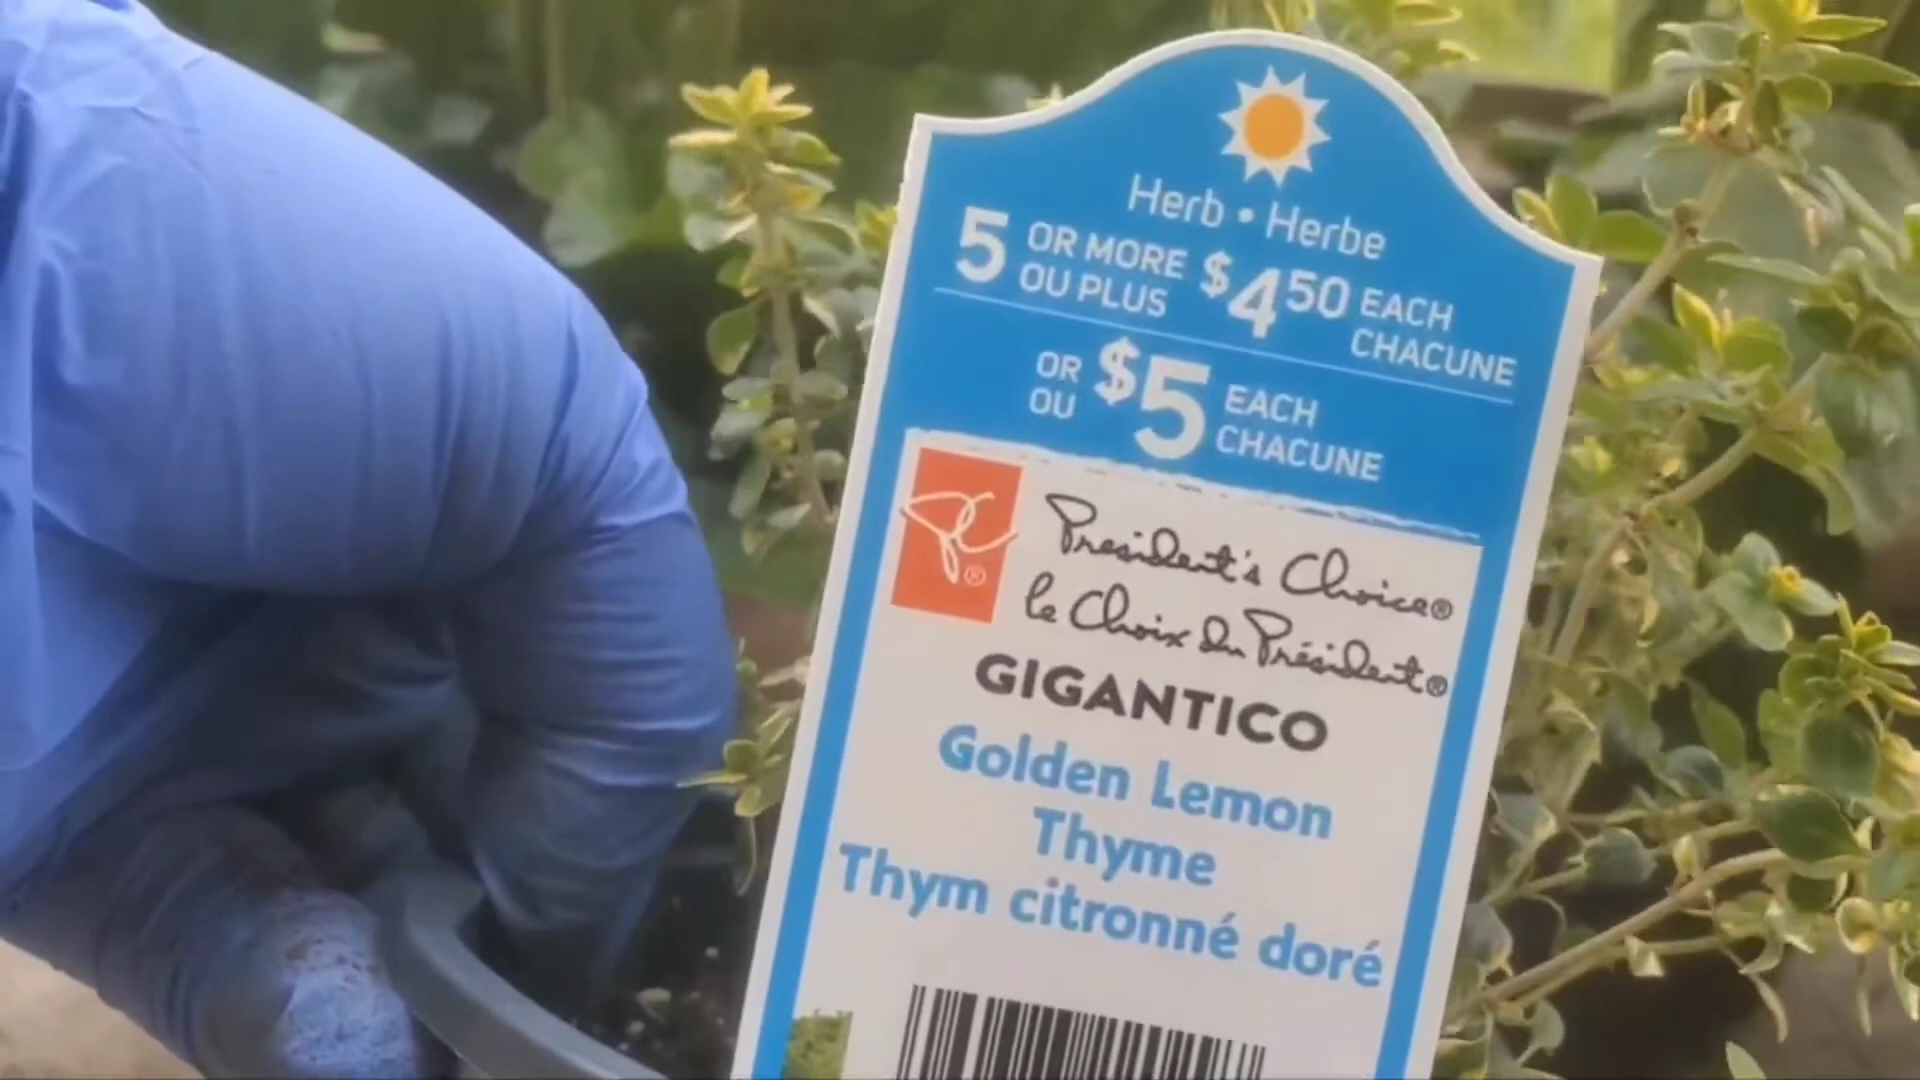 Herb • Herbe
5 OR MORE $4.50 EACH
OU PLUS CHACUNE
OR $5 EACH
OU CHACUNE
PC®
President's Choice®
le Choix du Président®
GIGANTICO
Golden Lemon
Thyme
Thym citronné doré